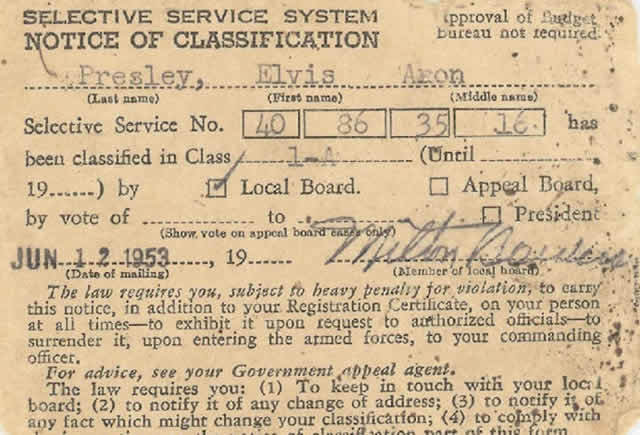 SELECTIVE SERVICE SYSTEM
NOTICE OF CLASSIFICATION
Approval of Budget
bureau not required.
Presley, Elvis Aron
(Last name) (First name) (Middle name)
Selective Service No. 40 86 35 16 has
been classified in Class 1-A (Until
19......) by ☑ Local Board. ☐ Appeal Board,
by vote of ........ to ........ ☐ President
(Show vote on appeal board cases only)
JUN 12 1953, 19...... Milton Bowers
(Date of mailing) (Member of local board)
The law requires you, subject to heavy penalty for violation, to carry
this notice, in addition to your Registration Certificate, on your person
at all times—to exhibit it upon request to authorized officials—to
surrender it, upon entering the armed forces, to your commanding
officer.
For advice, see your Government appeal agent.
The law requires you: (1) To keep in touch with your local
board; (2) to notify it of any change of address; (3) to notify it of
any fact which might change your classification; (4) to comply with